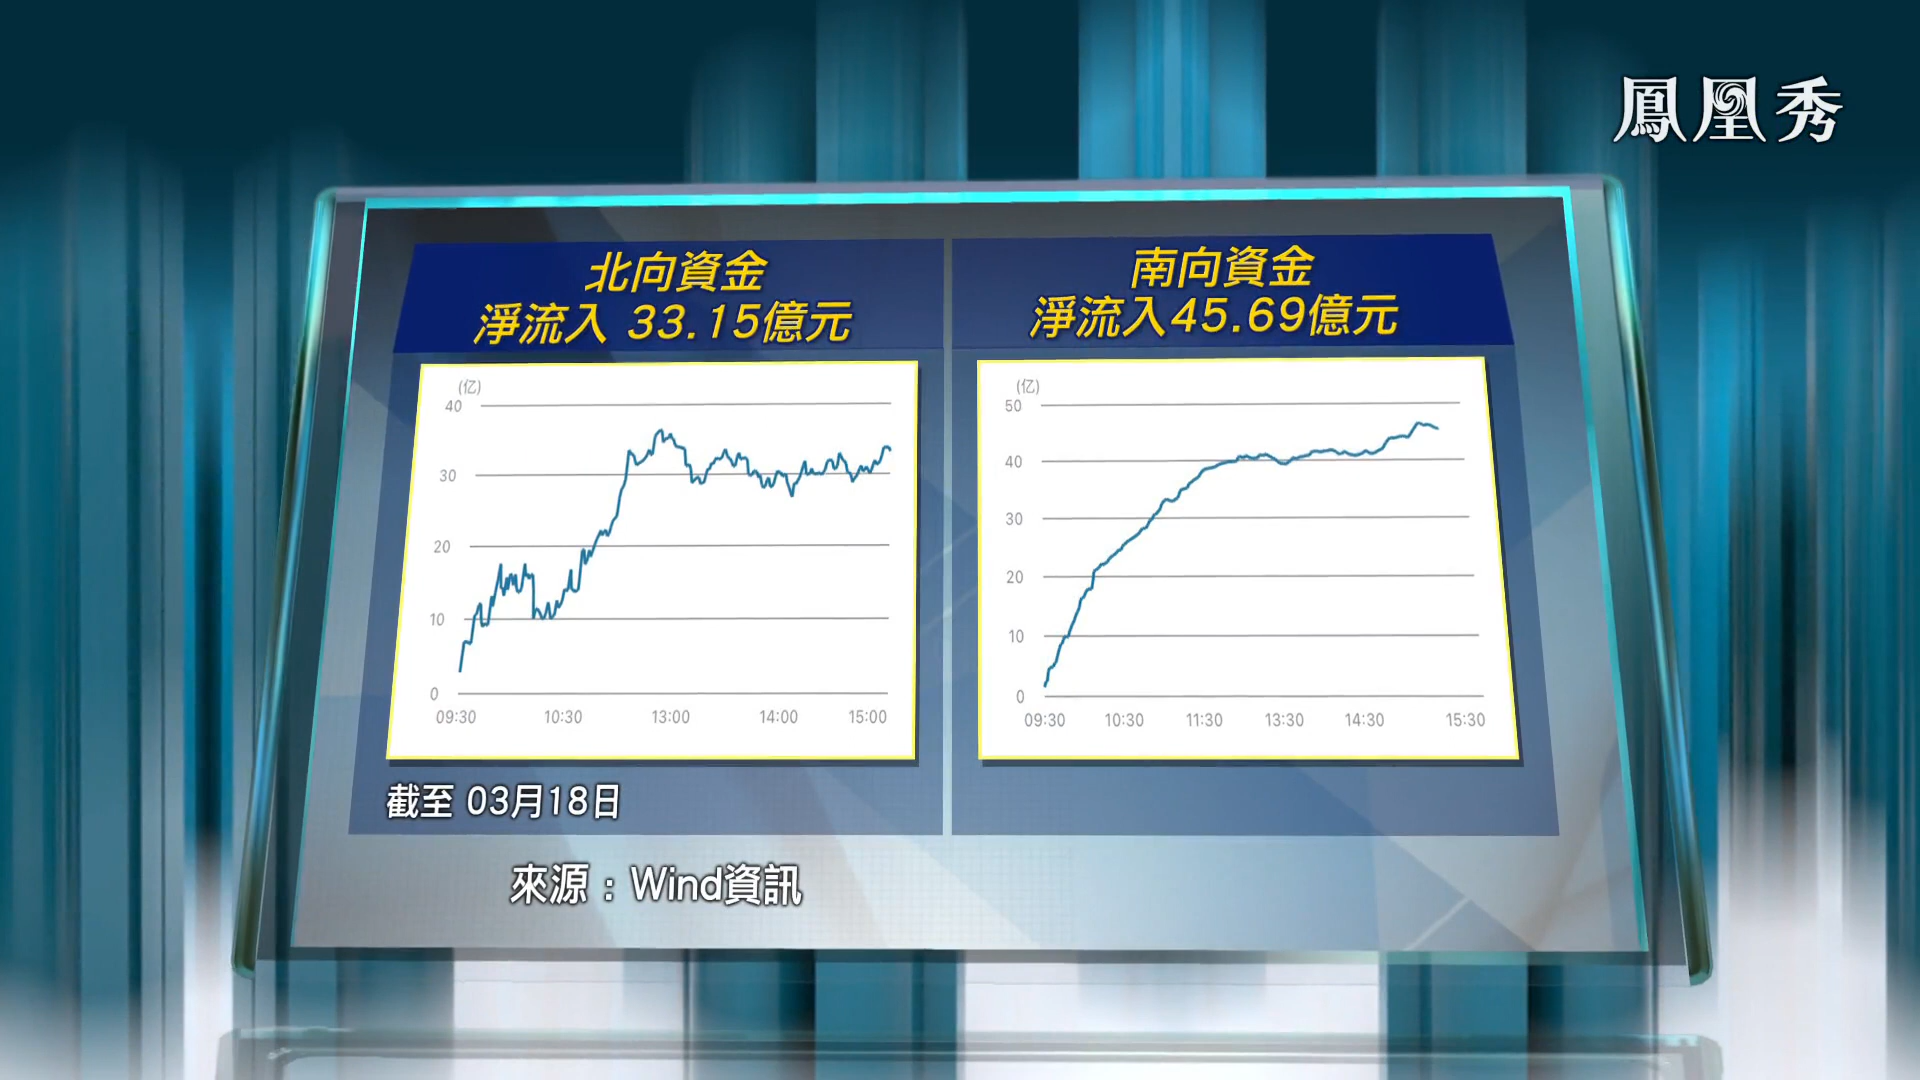 鳳凰秀
北向資金
淨流入 33.15億元
南向資金
淨流入45.69億元
(亿)
40
30
20
10
0
09:30 10:30 13:00 14:00 15:00
(亿)
50
40
30
20
10
0
09:30 10:30 11:30 13:30 14:30 15:30
截至 03月18日
來源：Wind資訊